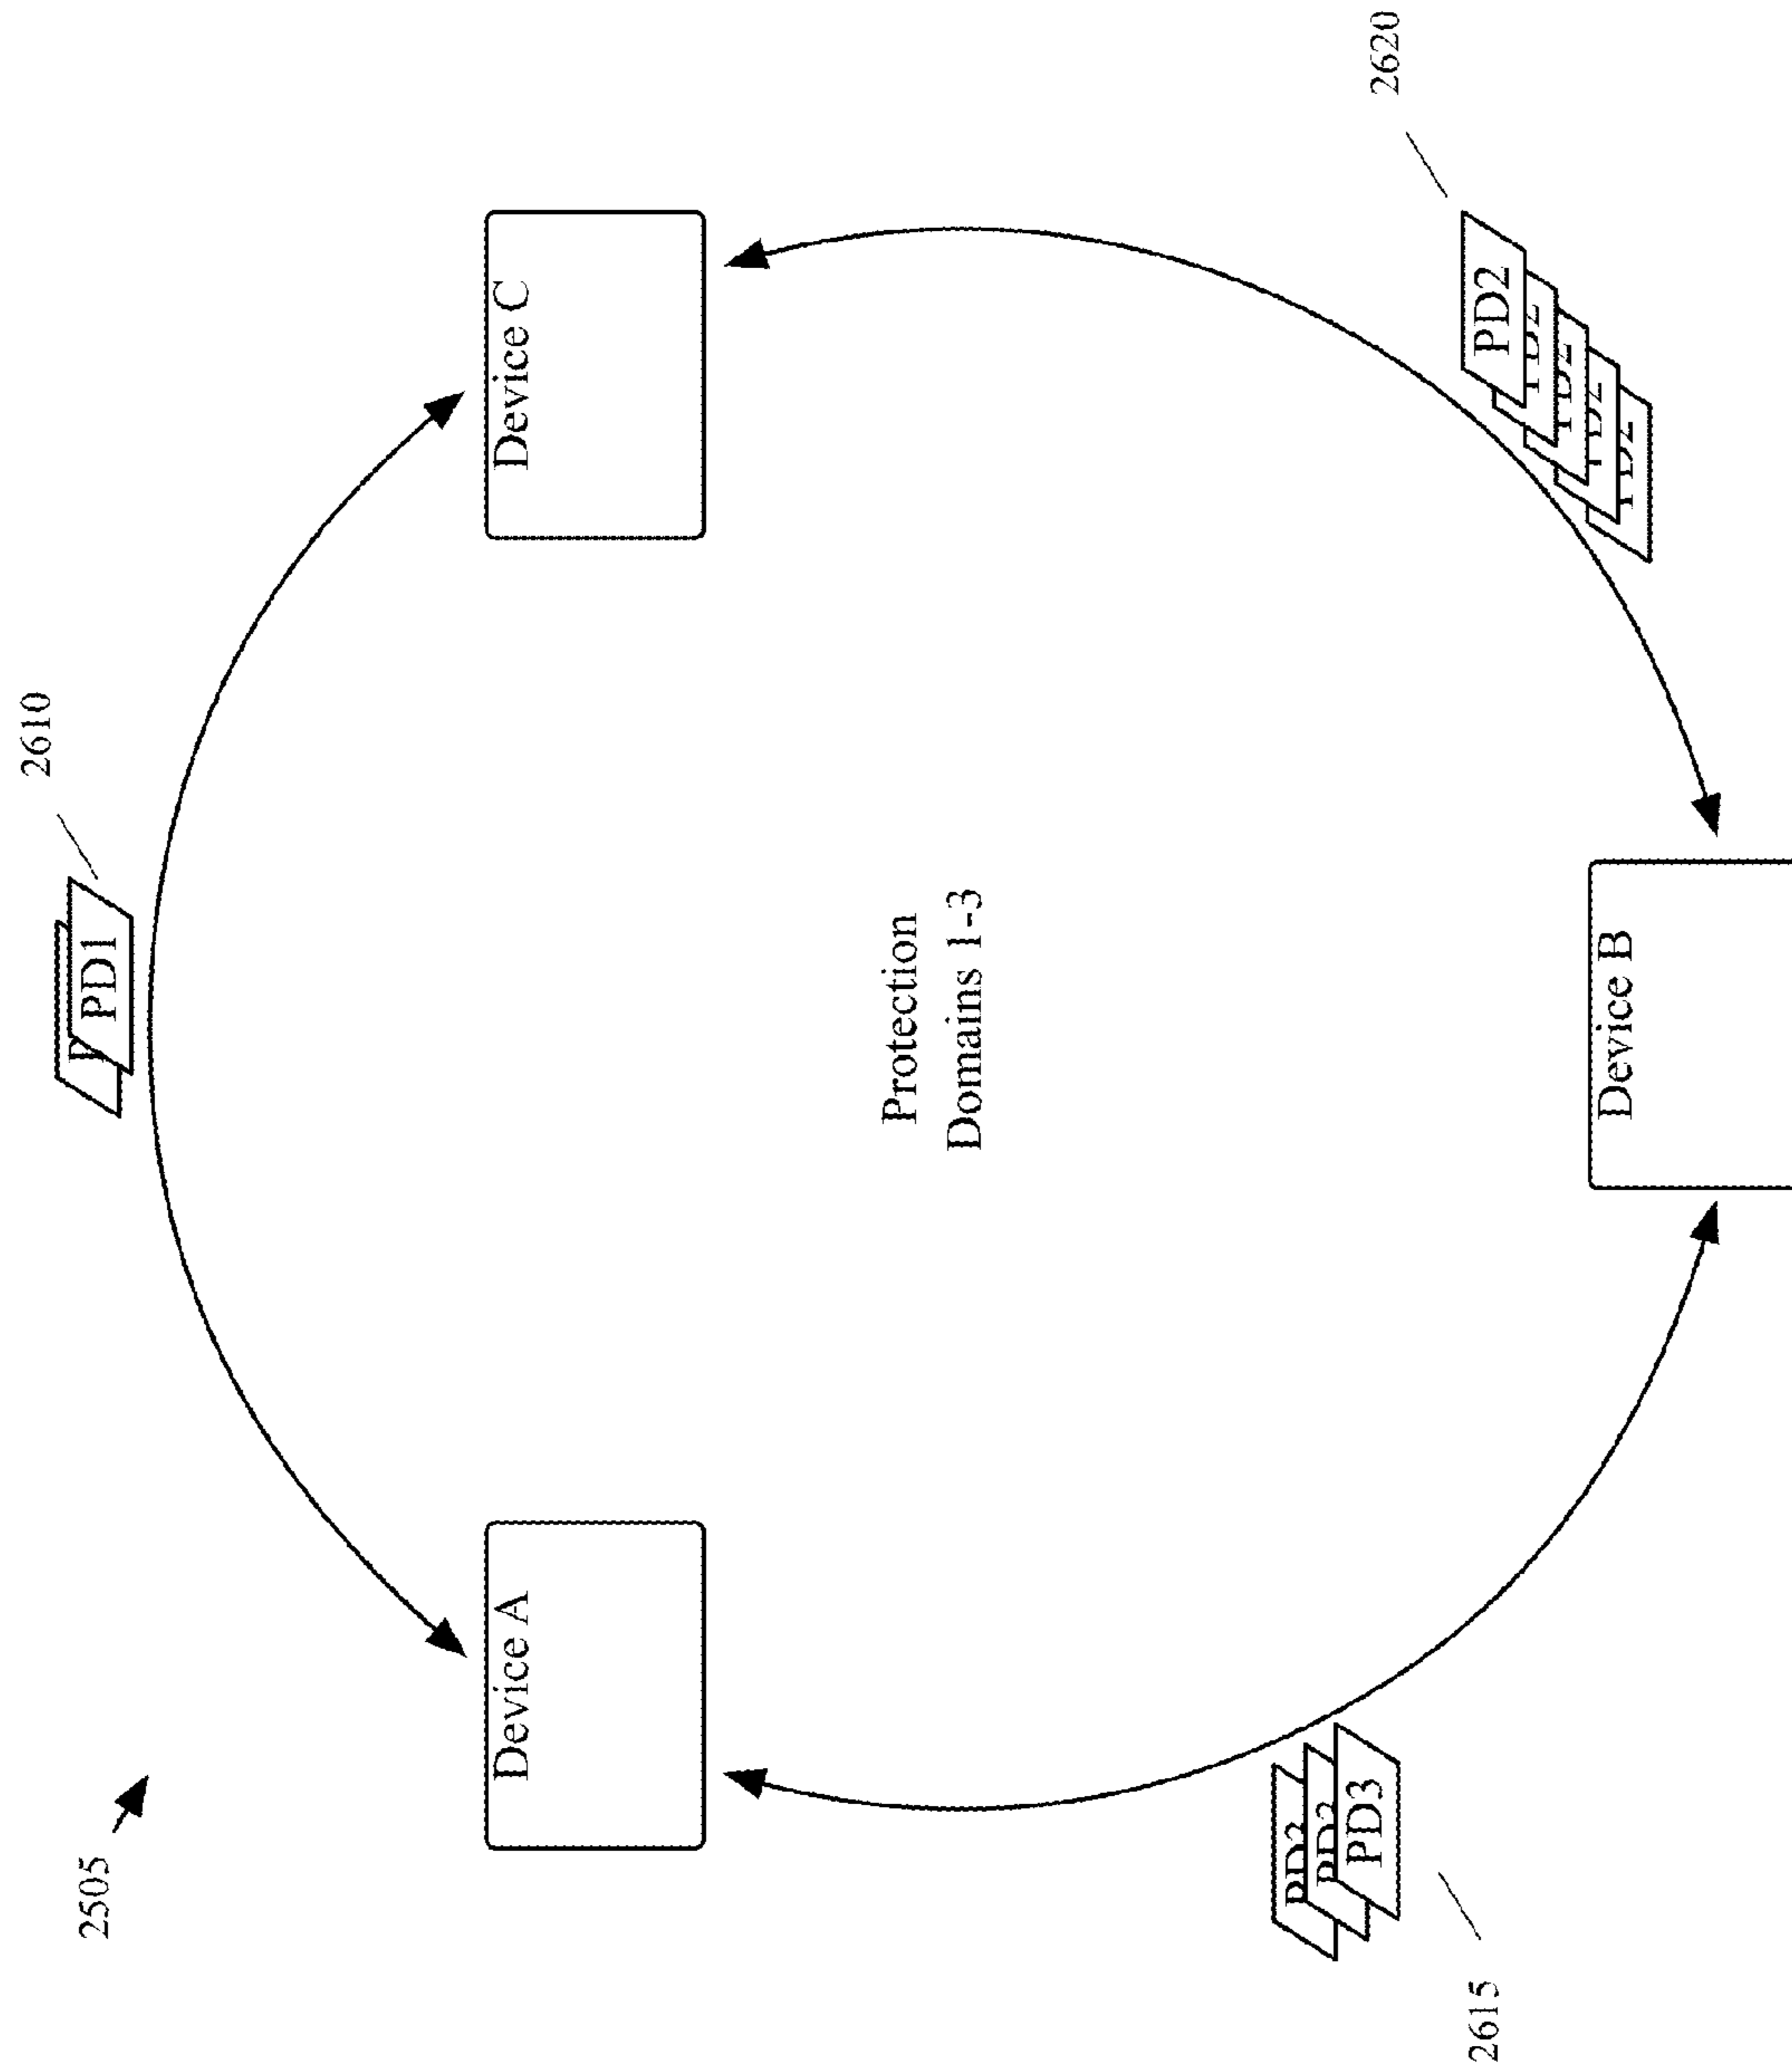 2610
2505
PD1
Device A
Device C
Protection
Domains 1-3
PD3
2620
2615
PD2
Device B